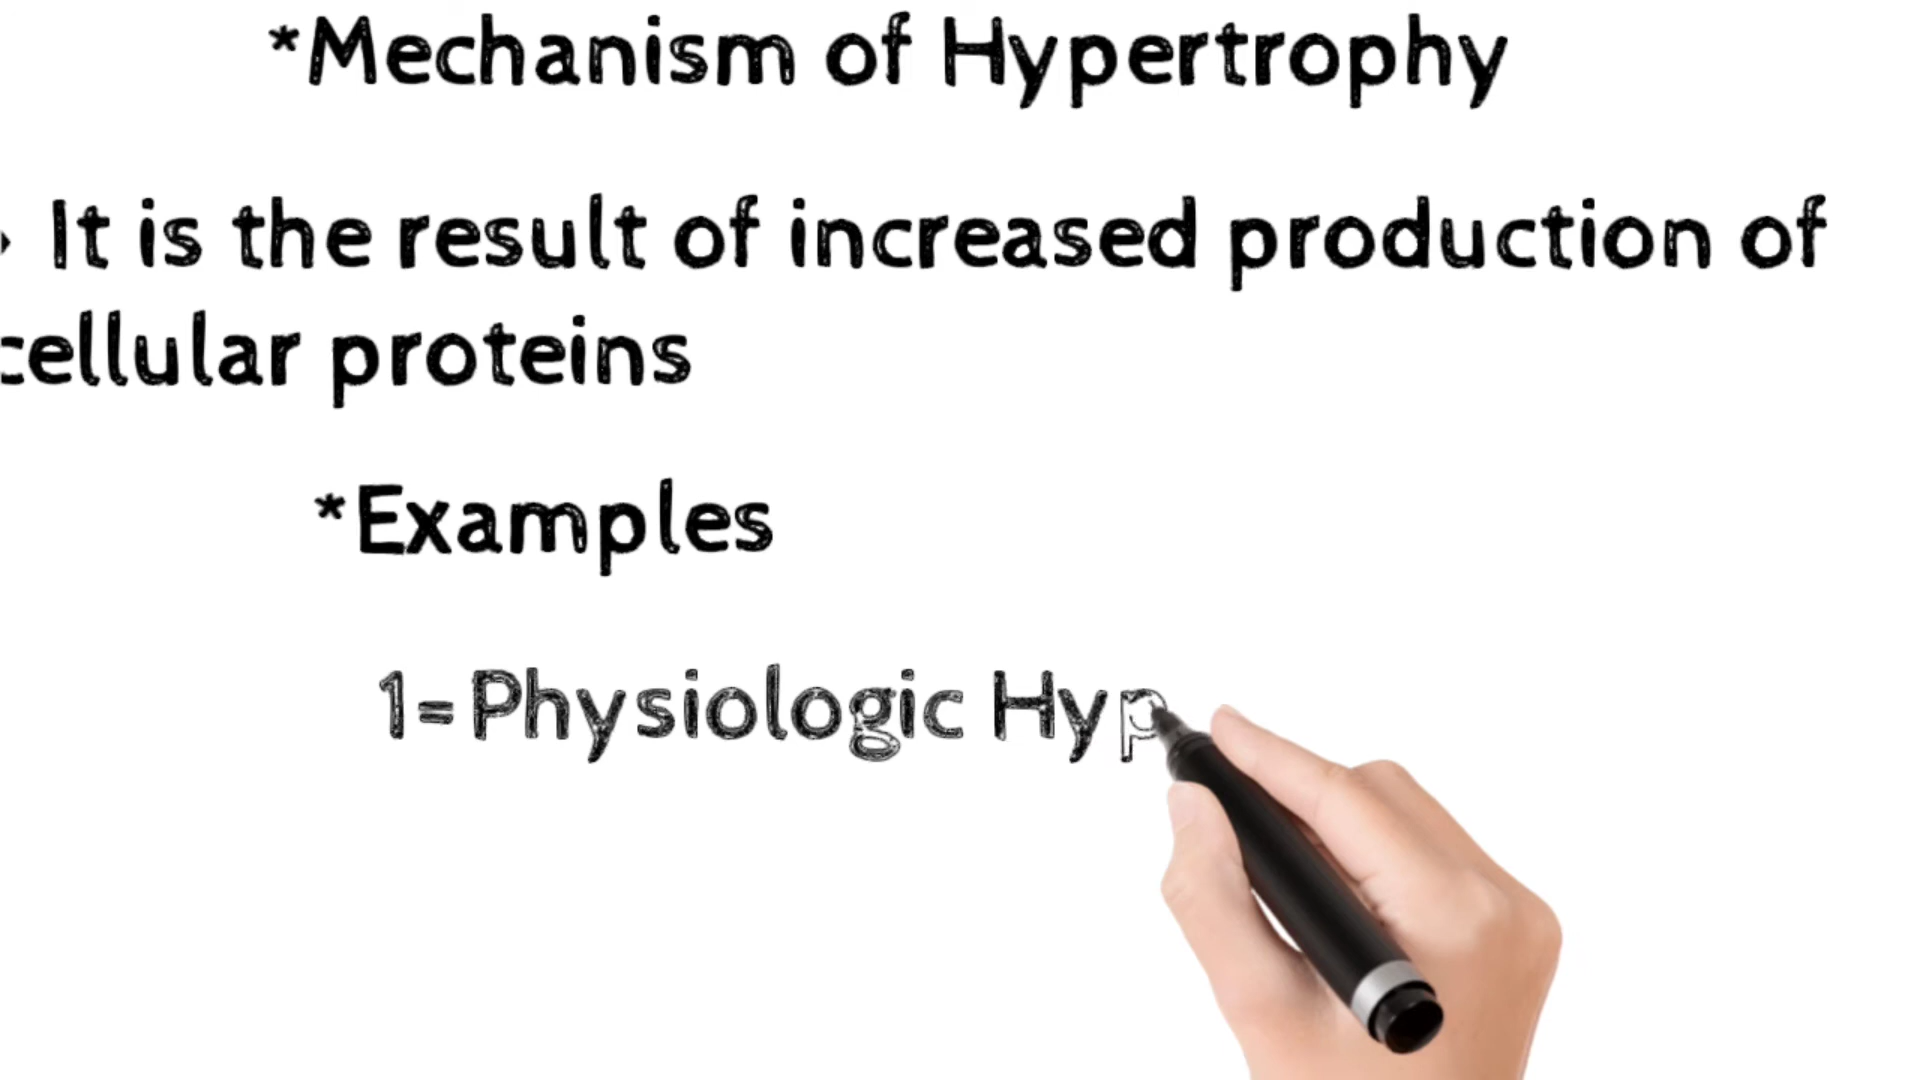 *Mechanism of Hypertrophy
It is the result of increased production of
cellular proteins
*Examples
1=Physiologic Hyp